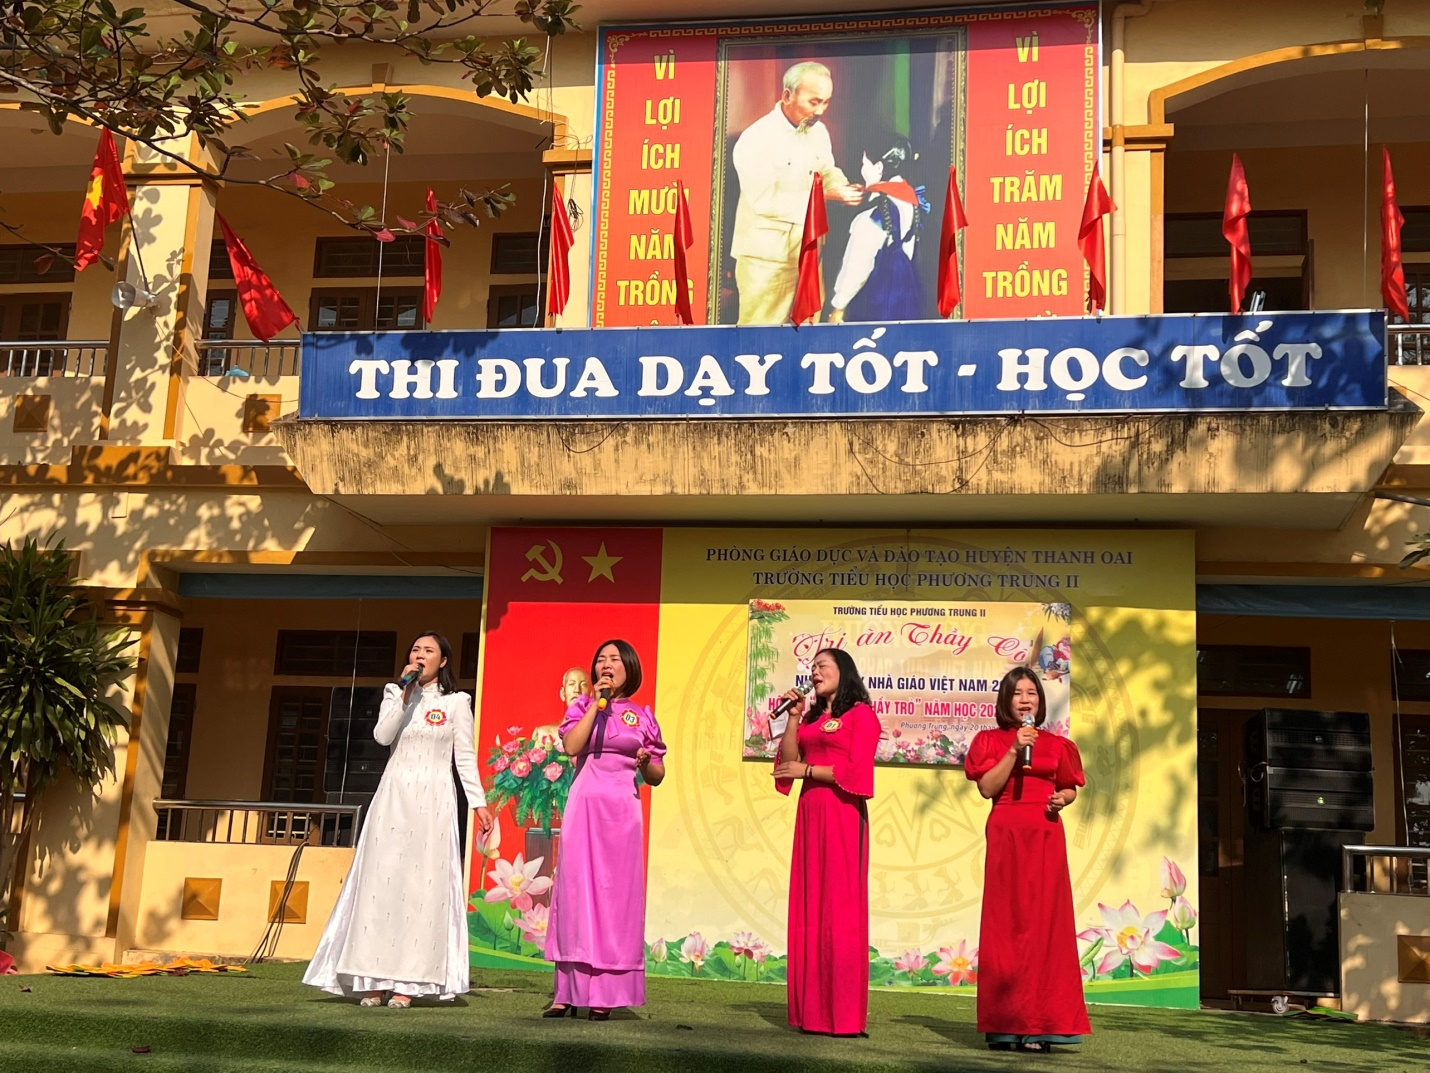 VÌ
LỢI
ÍCH
MƯỜI
NĂM
TRỒNG
VÌ
LỢI
ÍCH
TRĂM
NĂM
TRỒNG
THI ĐUA DẠY TỐT - HỌC TỐT
PHÒNG GIÁO DỤC VÀ ĐÀO TẠO HUYỆN THANH OAI
TRƯỜNG TIỂU HỌC PHƯƠNG TRUNG II
TRƯỜNG TIỂU HỌC PHƯƠNG TRUNG II
Tri ân Thầy Cô
NHÀ GIÁO VIỆT NAM
TRÒ" NĂM HỌC
Phương Trung, ngày 20
04
03